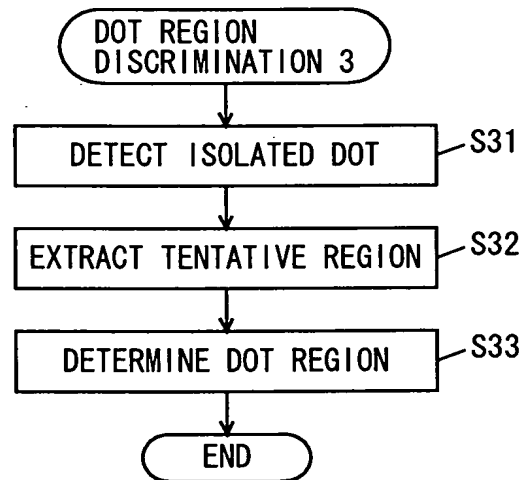 DOT REGION
DISCRIMINATION 3
DETECT ISOLATED DOT
S31
EXTRACT TENTATIVE REGION
S32
DETERMINE DOT REGION
S33
END